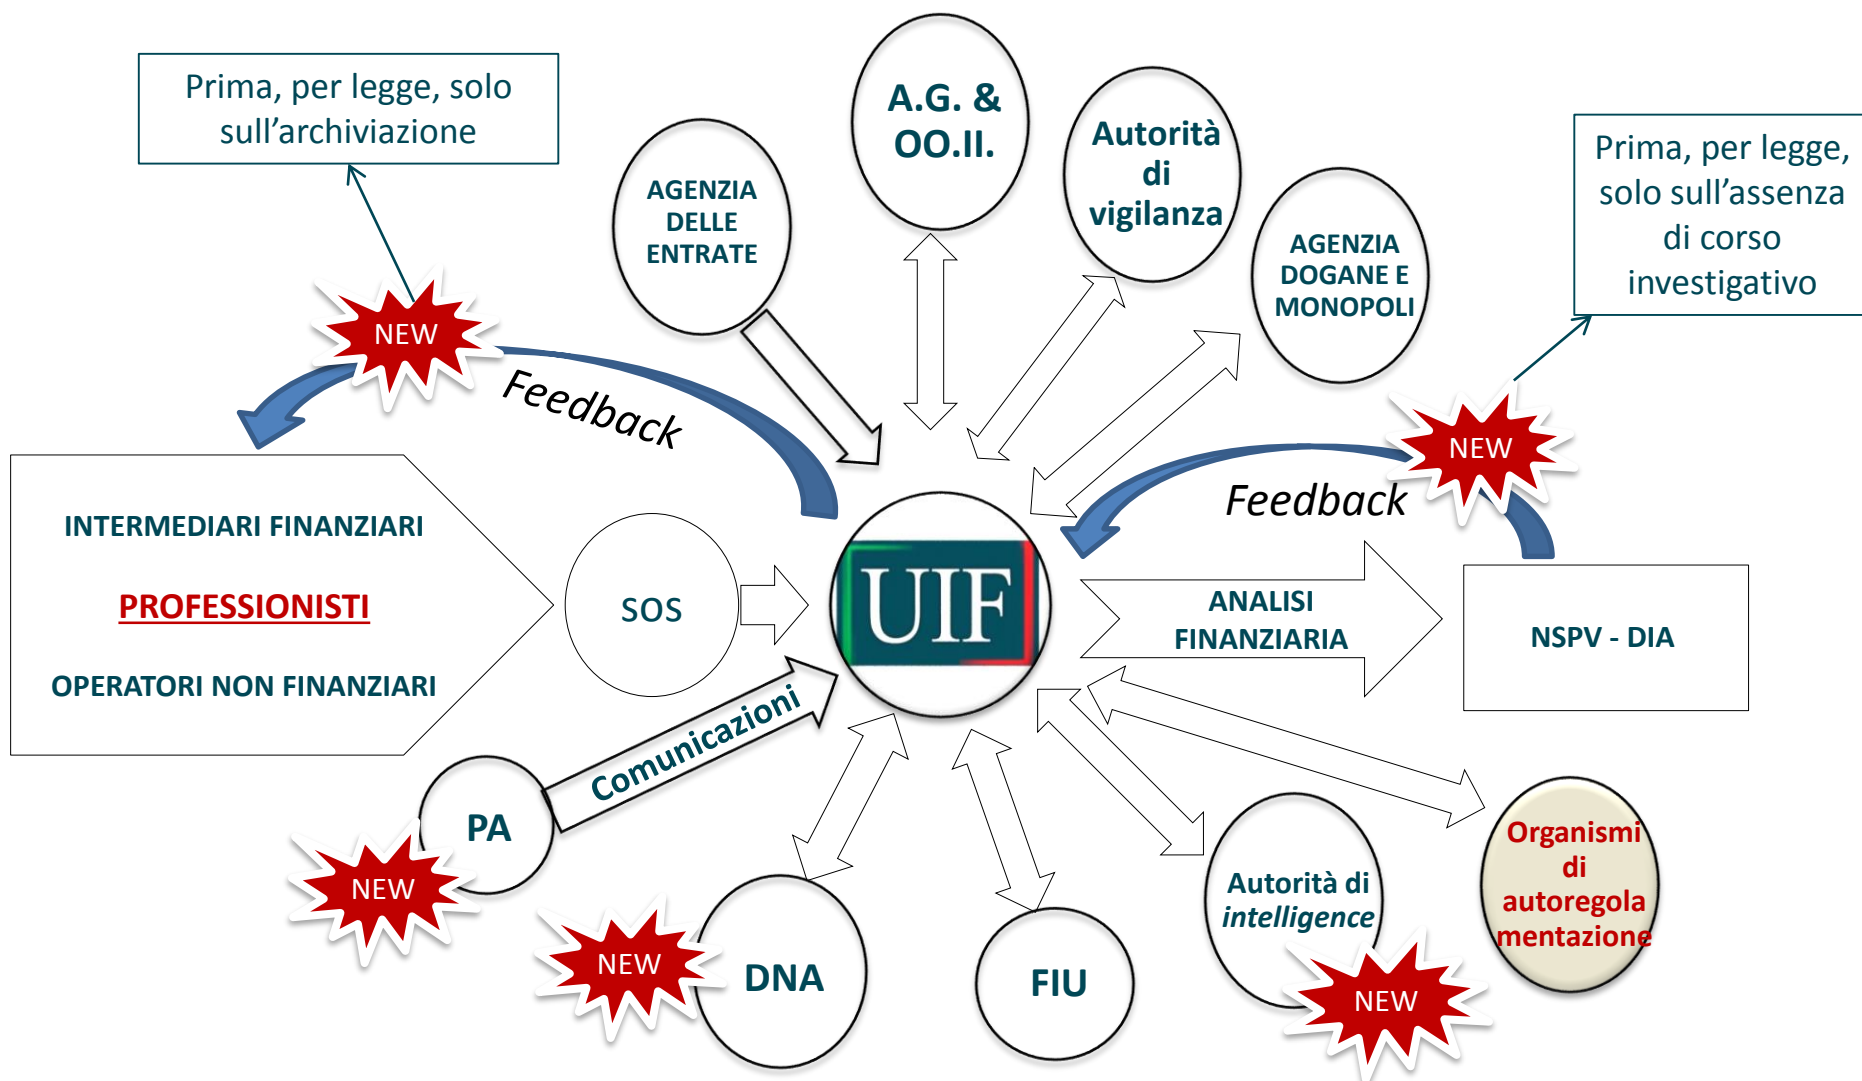 Prima, per legge, solo
sull'archiviazione
NEW
Feedback
AGENZIA
DELLE
ENTRATE
A.G. &
OO.II.
Autorità
di
vigilanza
AGENZIA
DOGANE E
MONOPOLI
Prima, per legge,
solo sull'assenza
di corso
investigativo
NEW
Feedback
INTERMEDIARI FINANZIARI
PROFESSIONISTI
OPERATORI NON FINANZIARI
SOS
UIF
ANALISI
FINANZIARIA
NSPV - DIA
Comunicazioni
PA
NEW
NEW
DNA
FIU
Autorità di
intelligence
NEW
Organismi
di
autoregola
mentazione